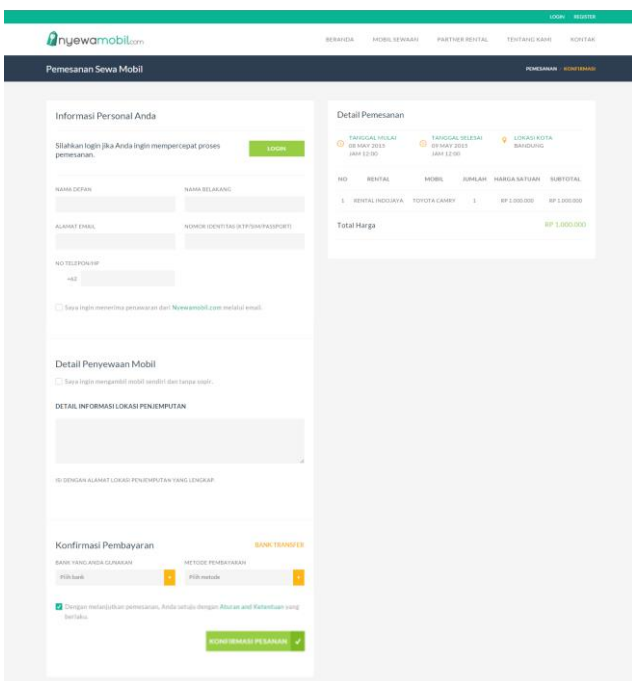 LOGIN REGISTER
nyewamobil.com
BERANDA MOBIL SEWAAN PARTNER RENTAL TENTANG KAMI KONTAK
Pemesanan Sewa Mobil
PEMESANAN KONFIRMASI
Informasi Personal Anda
Silahkan login jika Anda ingin mempercepat proses
pemesanan.
LOGIN
NAMA DEPAN NAMA BELAKANG
ALAMAT EMAIL NOMOR IDENTITAS (KTP/SIM/PASSPORT)
NO TELEPON/HP
+62
Saya ingin menerima penawaran dari Nyewamobil.com melalui email.
Detail Penyewaan Mobil
Saya ingin mengambil mobil sendiri dan tanpa supir.
DETAIL INFORMASI LOKASI PENJEMPUTAN
ISI DENGAN ALAMAT LOKASI PENJEMPUTAN YANG LENGKAP
Konfirmasi Pembayaran
BANK TRANSFER
BANK YANG ANDA GUNAKAN METODE PEMBAYARAN
Pilih bank Pilih metode
Dengan melanjutkan pemesanan, Anda setuju dengan Aturan and Ketentuan yang
berlaku.
KONFIRMASI PESANAN
Detail Pemesanan
TANGGAL MULAI TANGGAL SELESAI LOKASI KOTA
08 MAY 2015 09 MAY 2015 BANDUNG
JAM 12:00 JAM 12:00
NO RENTAL MOBIL JUMLAH HARGA SATUAN SUBTOTAL
1 RENTAL INDOJAYA TOYOTA CAMRY 1 RP 1.000.000 RP 1.000.000
Total Harga RP 1.000.000